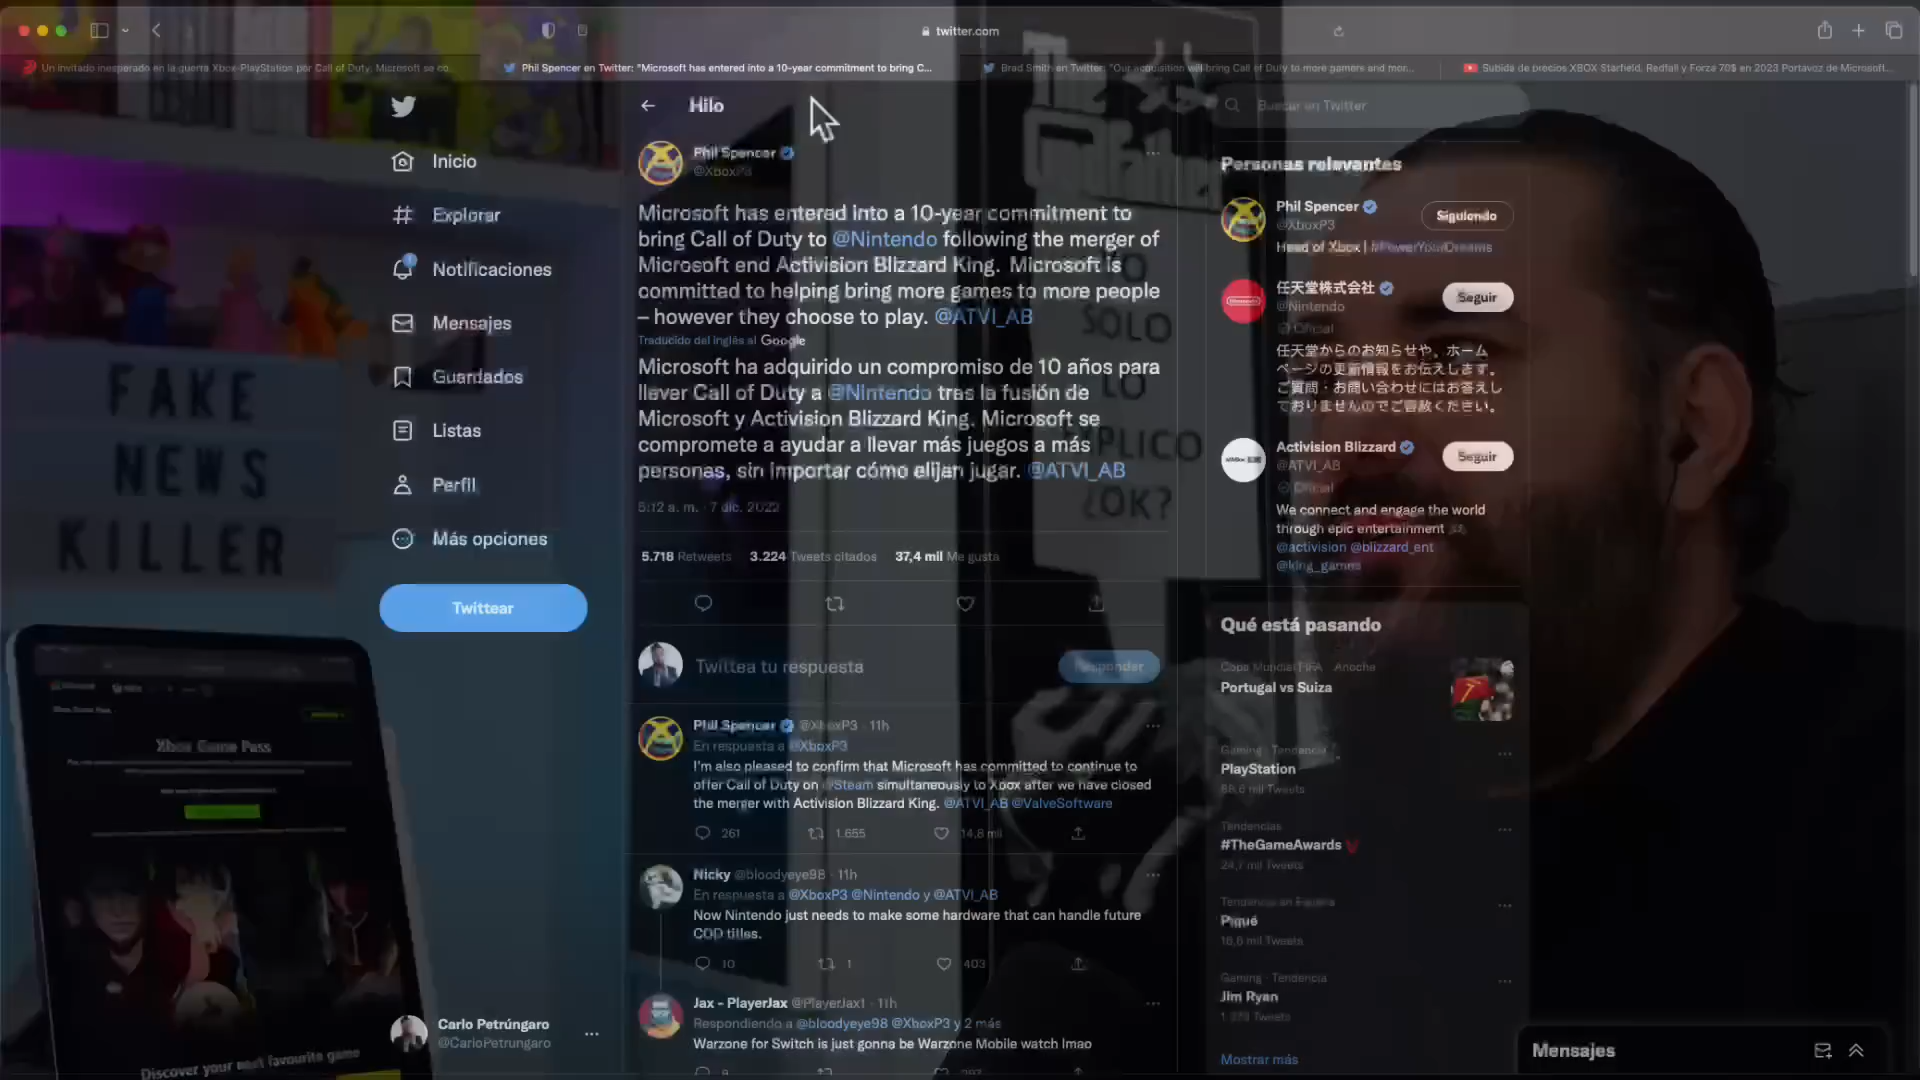 twitter.com
Un invitado inesperado en la guerra Xbox-PlayStation por Call of Duty: Microsoft se co...
Phil Spencer en Twitter: "Microsoft has entered into a 10-year commitment to bring C...
Brad Smith en Twitter: "Our acquisition will bring Call of Duty to more gamers and mor...
Subida de precios XBOX Starfield, Redfall y Forza 70$ en 2023 Portavoz de Microsof...
Inicio
Explorar
Notificaciones
Mensajes
Guardados
Listas
Perfil
Más opciones
Twittear
Carlo Petrúngaro
@CarloPetrungaro
Hilo
Phil Spencer
@XboxP3
Microsoft has entered into a 10-year commitment to
bring Call of Duty to @Nintendo following the merger of
Microsoft and Activision Blizzard King. Microsoft is
committed to helping bring more games to more people
– however they choose to play. @ATVI_AB
Traducido del inglés al Google
Microsoft ha adquirido un compromiso de 10 años para
llevar Call of Duty a @Nintendo tras la fusión de
Microsoft y Activision Blizzard King. Microsoft se
compromete a ayudar a llevar más juegos a más
personas, sin importar cómo elijan jugar. @ATVI_AB
5:12 a. m. · 7 dic. 2022
5.718 Retweets 3.224 Tweets citados 37,4 mil Me gusta
Twittea tu respuesta
Responder
Phil Spencer @XboxP3 · 11h
En respuesta a @XboxP3
I'm also pleased to confirm that Microsoft has committed to continue to
offer Call of Duty on @Steam simultaneously to Xbox after we have closed
the merger with Activision Blizzard King. @ATVI_AB @ValveSoftware
261 1.655 14,8 mil
Nicky @bloodyeye98 · 11h
En respuesta a @XboxP3 @Nintendo y @ATVI_AB
Now Nintendo just needs to make some hardware that can handle future
COD titles.
10 1 403
Jax - PlayerJax @PlayerJax1 · 11h
Respondiendo a @bloodyeye98 @XboxP3 y 2 más
Warzone for Switch is just gonna be Warzone Mobile watch lmao
Buscar en Twitter
Personas relevantes
Phil Spencer
@XboxP3
Siguiendo
Head of Xbox | #PowerYourDreams
任天堂株式会社
@Nintendo
Seguir
Oficial
任天堂からのお知らせや、ホーム
ページの更新情報をお伝えします。
ご質問・お問い合わせにはお答えし
ておりませんのでご容赦ください。
Activision Blizzard
@ATVI_AB
Seguir
Oficial
We connect and engage the world
through epic entertainment
@activision @blizzard_ent
@king_games
Qué está pasando
Copa Mundial FIFA · Anoche
Portugal vs Suiza
Gaming · Tendencia
PlayStation
88,6 mil Tweets
Tendencias
#TheGameAwards
24,7 mil Tweets
Tendencia en España
Piqué
16,6 mil Tweets
Gaming · Tendencia
Jim Ryan
Mostrar más
Mensajes
FAKE
NEWS
KILLER
SOLO
LO
¿OK?
Xbox Game Pass
Discover your next favourite game